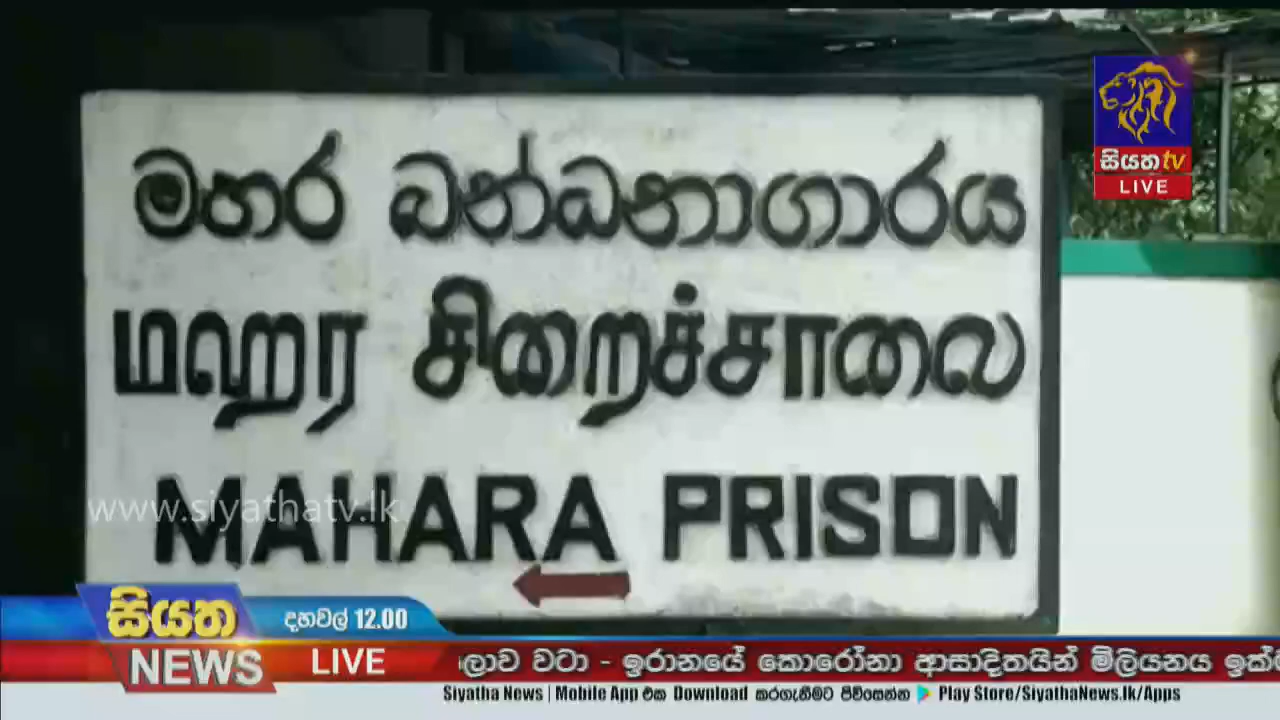 සියත tv
LIVE
මහර බන්ධනාගාරය
மஹர சிறைச்சாலை
MAHARA PRISON
www.siyathatv.lk
සියත
NEWS
දහවල් 12.00
LIVE
ලාව වටා - ඉරානයේ කොරෝනා ආසාදිතයින් මිලියනය
Siyatha News | Mobile App එක Download කරගැනීමට පිවිසෙන්න Play Store/SiyathaNews.lk/Apps